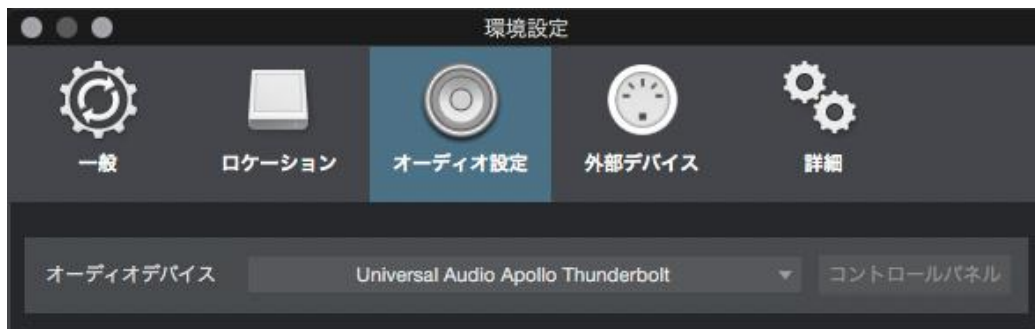 環境設定
一般 ロケーション オーディオ設定 外部デバイス 詳細
オーディオデバイス Universal Audio Apollo Thunderbolt コントロールパネル